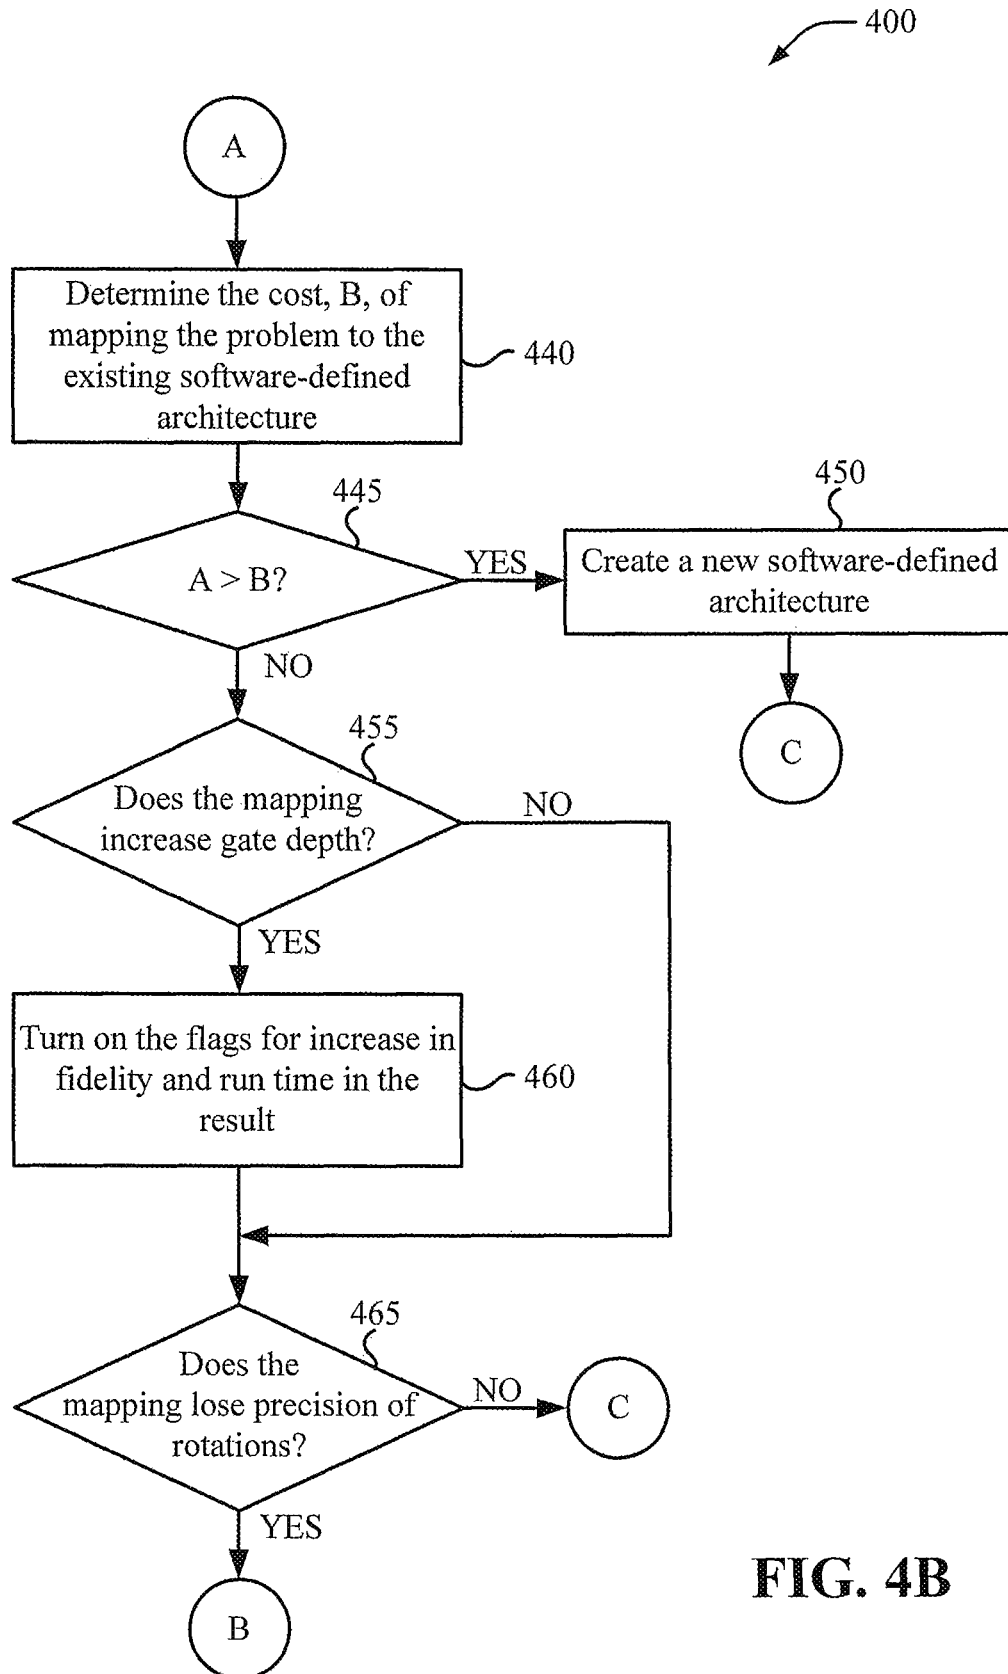 400
A
Determine the cost, B, of
mapping the problem to the
existing software-defined
architecture
440
445
A > B?
YES
450
Create a new software-defined
architecture
C
NO
455
Does the mapping
increase gate depth?
NO
YES
Turn on the flags for increase in
fidelity and run time in the
result
460
465
Does the
mapping lose precision of
rotations?
NO
C
YES
B
FIG. 4B